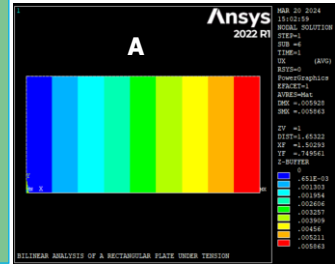 1
Ansys
2022 R1
A
MAR 20 2024
15:02:59
NODAL SOLUTION
STEP=1
SUB =6
TIME=1
UX (AVG)
RSYS=0
PowerGraphics
EFACET=1
AVRES=Mat
DMX =.005928
SMX =.005863
ZV =1
DIST=1.65322
XF =1.50293
YF =.749561
Z-BUFFER
0
.651E-03
.001303
.001954
.002606
.003257
.003909
.00456
.005211
.005863
X
BILINEAR ANALYSIS OF A RECTANGULAR PLATE UNDER TENSION